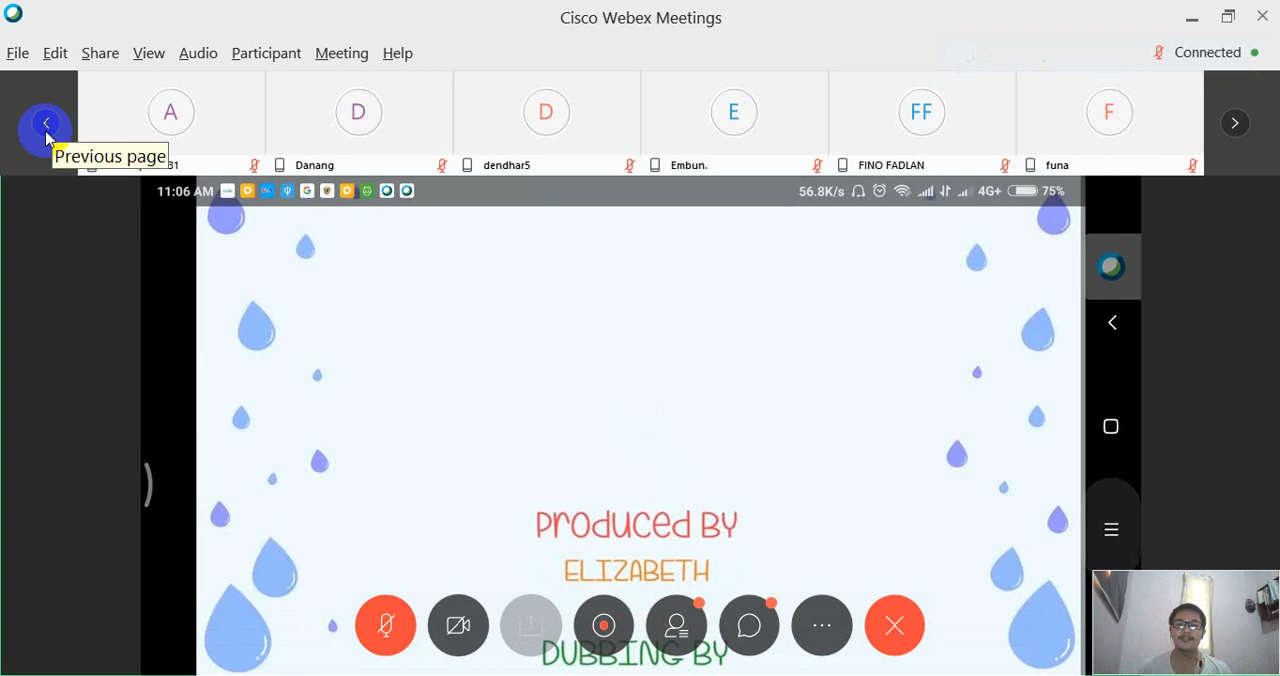 Cisco Webex Meetings
File Edit Share View Audio Participant Meeting Help
Connected
A D D E FF F
Previous page
31 Danang dendhar5 Embun. FINO FADLAN funa
11:06 AM 56.8K/s 4G+ 75%
PRODUCED BY
ELIZABETH
DUBBING BY